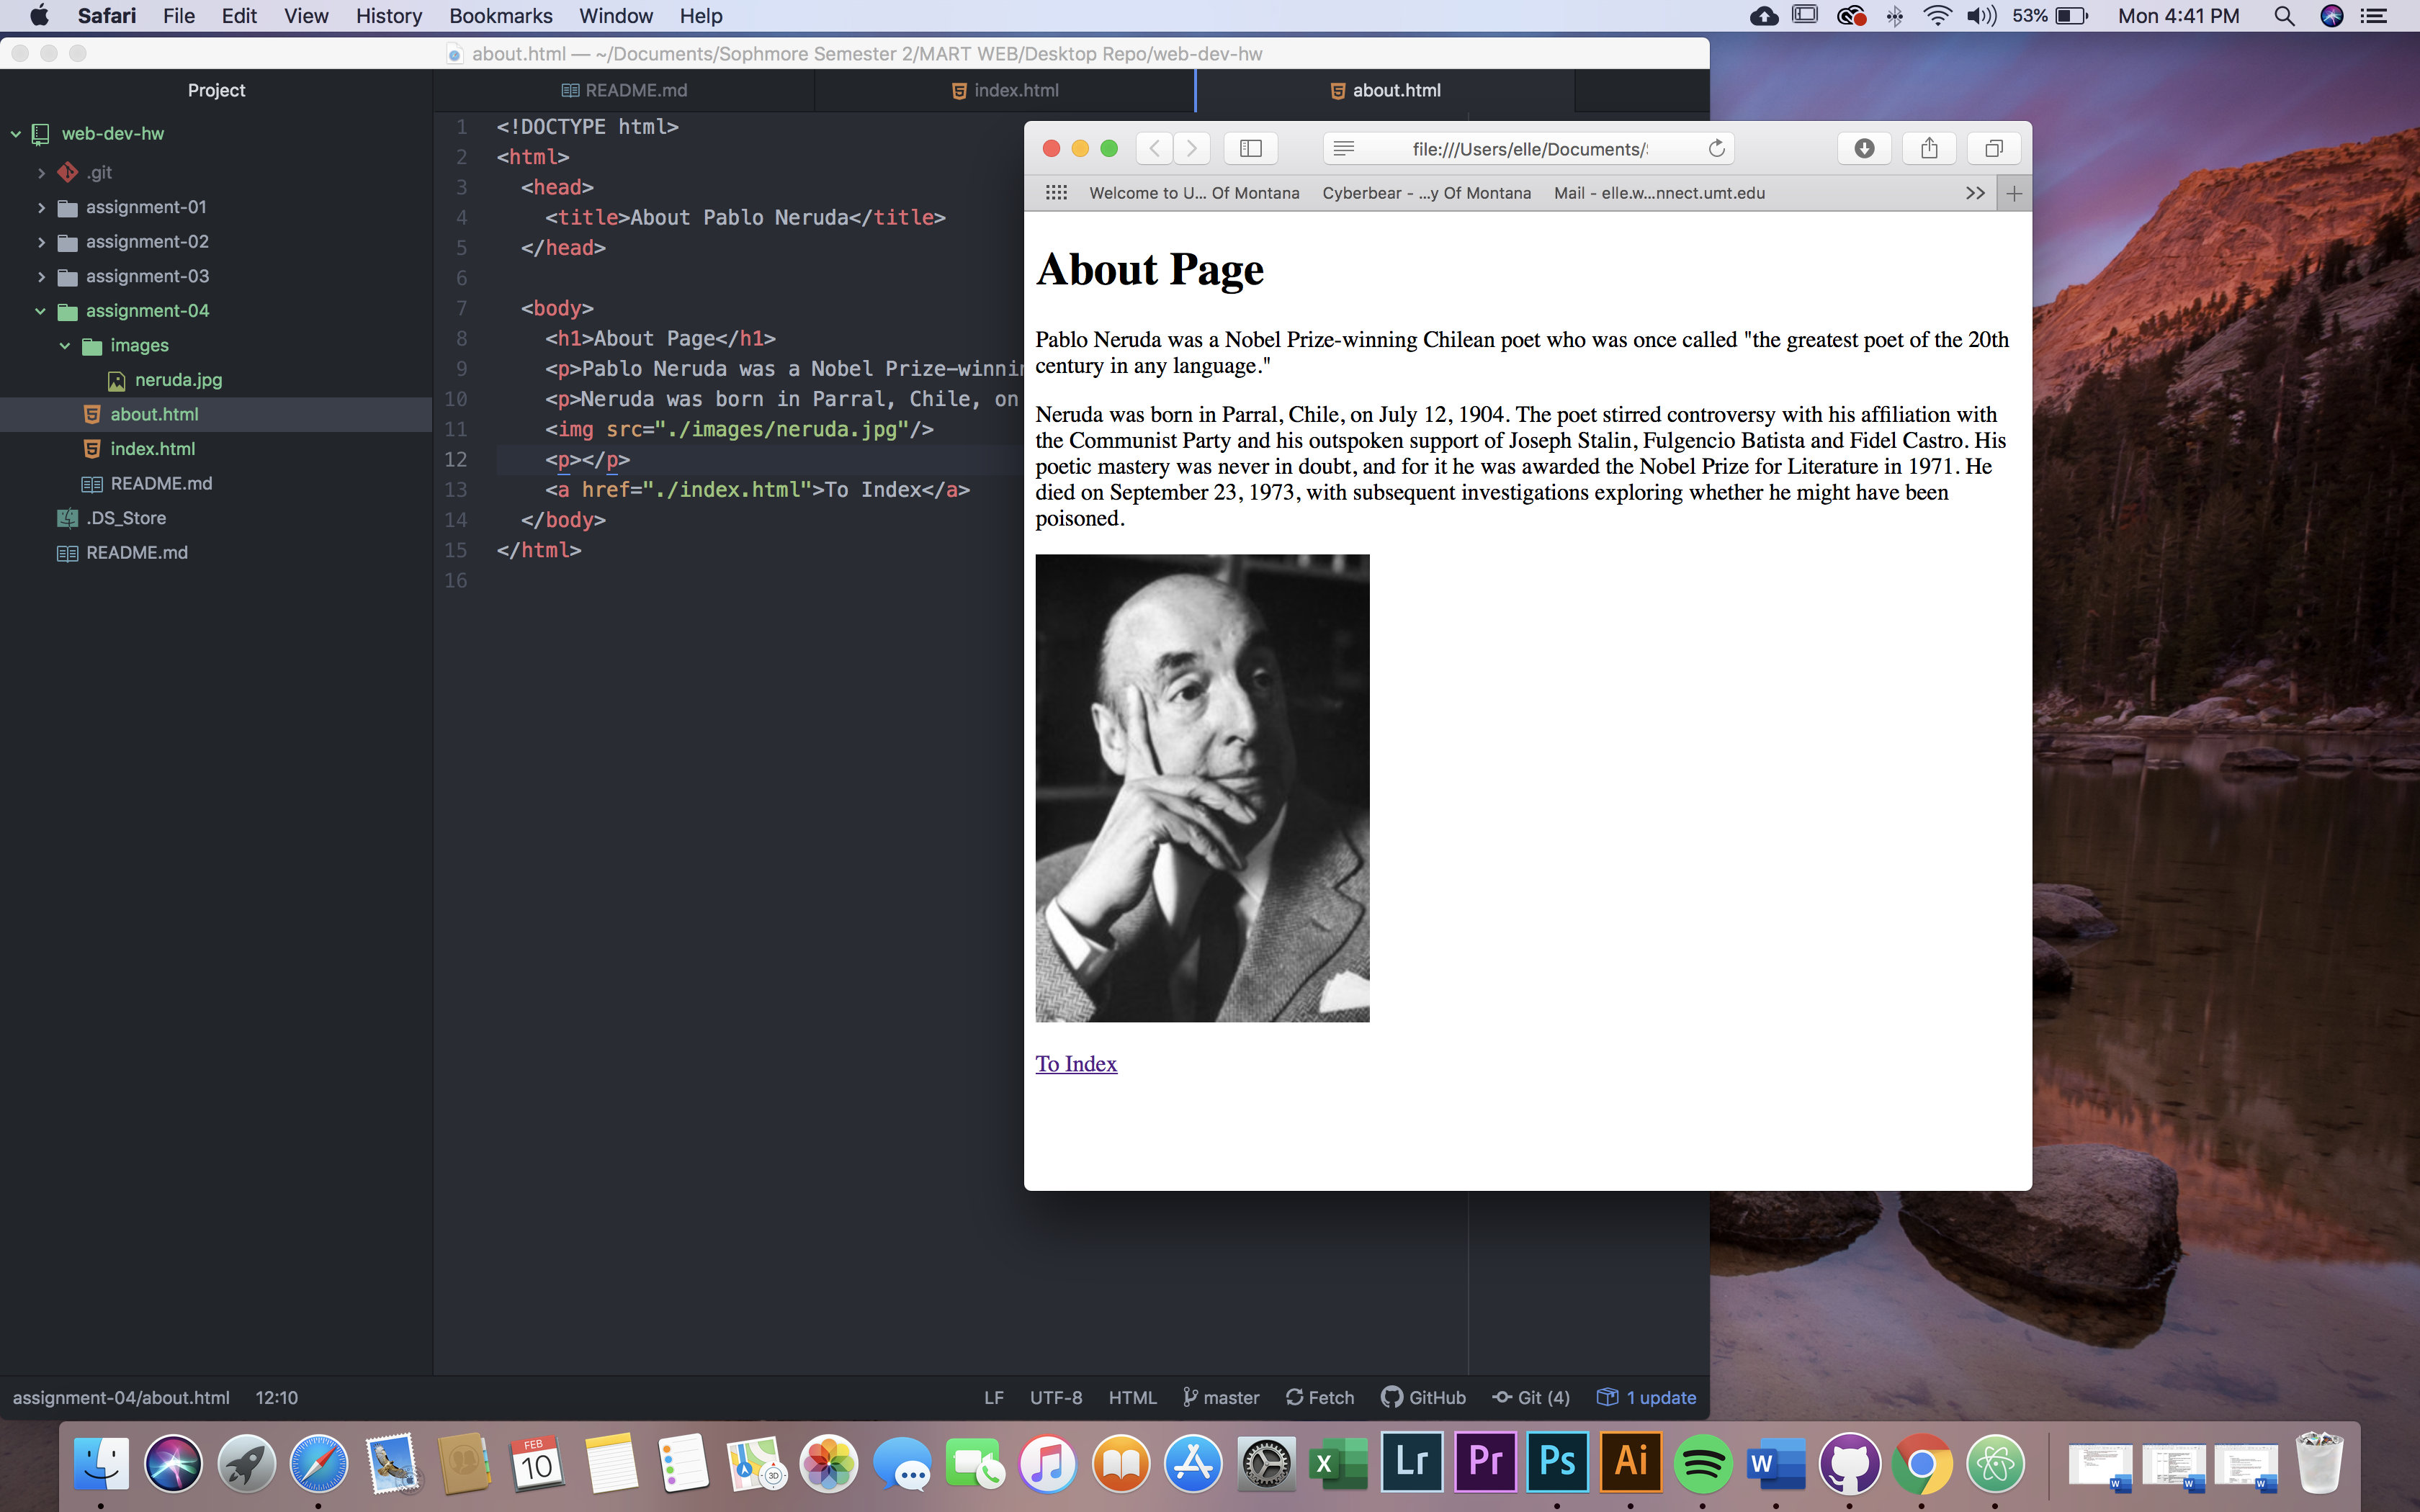 Safari File Edit View History Bookmarks Window Help 53% Mon 4:41 PM
about.html — ~/Documents/Sophmore Semester 2/MART WEB/Desktop Repo/web-dev-hw
Project
README.md
index.html
about.html
web-dev-hw
.git
assignment-01
assignment-02
assignment-03
assignment-04
images
neruda.jpg
about.html
index.html
README.md
.DS_Store
README.md
1 <!DOCTYPE html>
2 <html>
3 <head>
4 <title>About Pablo Neruda</title>
5 </head>
6
7 <body>
8 <h1>About Page</h1>
9 <p>Pablo Neruda was a Nobel Prize-winnin
10 <p>Neruda was born in Parral, Chile, on
11 <img src="./images/neruda.jpg"/>
12 <p></p>
13 <a href="./index.html">To Index</a>
14 </body>
15 </html>
16
file:///Users/elle/Documents/
Welcome to U... Of Montana Cyberbear - ...y Of Montana Mail - elle.w...nnect.umt.edu
About Page
Pablo Neruda was a Nobel Prize-winning Chilean poet who was once called "the greatest poet of the 20th
century in any language."
Neruda was born in Parral, Chile, on July 12, 1904. The poet stirred controversy with his affiliation with
the Communist Party and his outspoken support of Joseph Stalin, Fulgencio Batista and Fidel Castro. His
poetic mastery was never in doubt, and for it he was awarded the Nobel Prize for Literature in 1971. He
died on September 23, 1973, with subsequent investigations exploring whether he might have been
poisoned.
To Index
assignment-04/about.html 12:10 LF UTF-8 HTML master Fetch GitHub Git (4) 1 update
FEB
10
3D
X
Lr
Pr
Ps
Ai
W
W
W
W